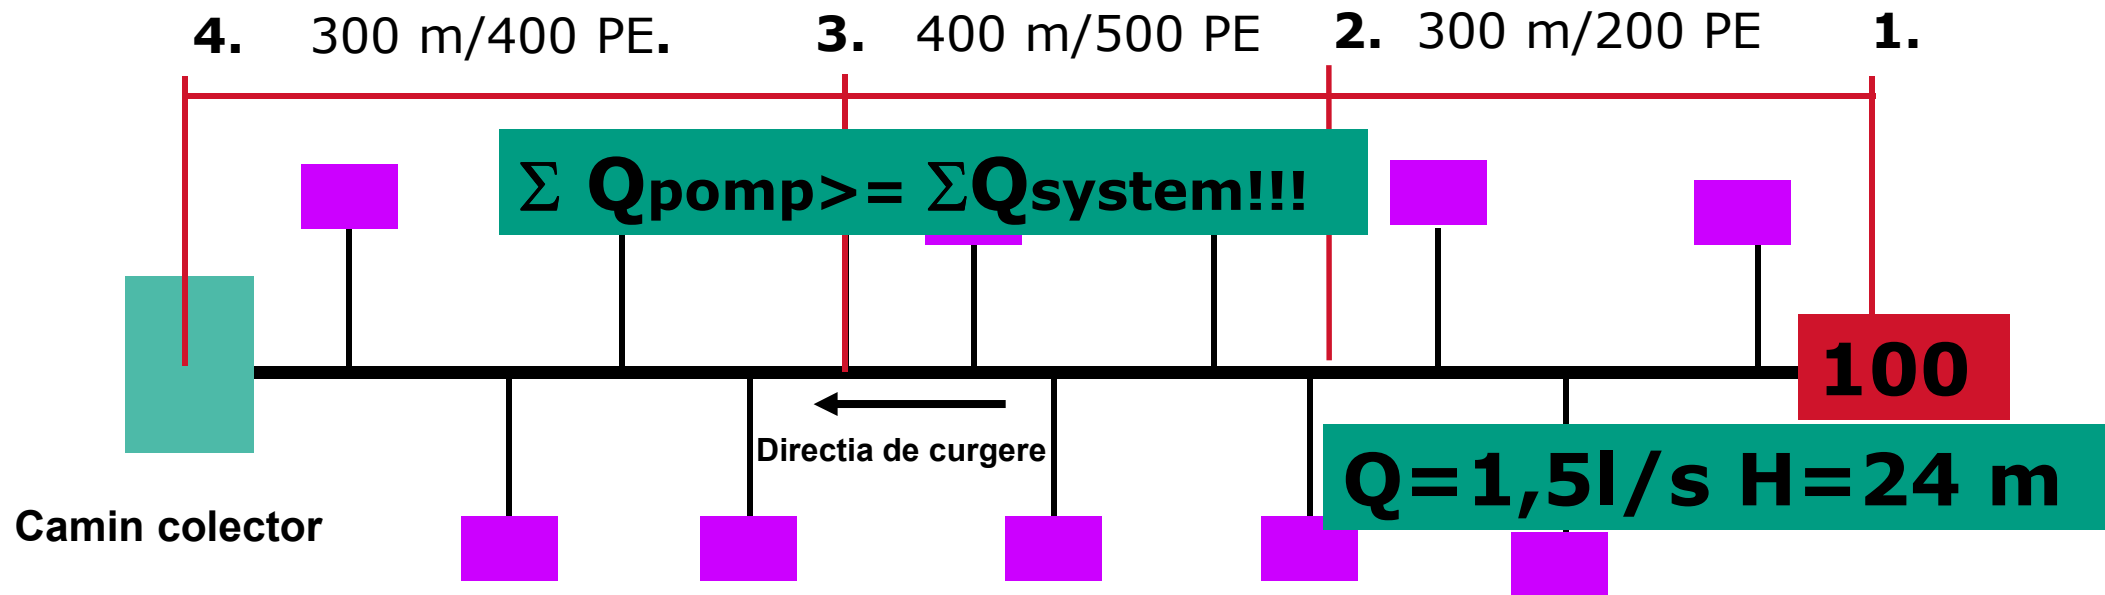 4. 300 m/400 PE. 3. 400 m/500 PE 2. 300 m/200 PE 1.
Σ Qpomp>= ΣQsystem!!!
100
Directia de curgere
Q=1,5l/s H=24 m
Camin colector